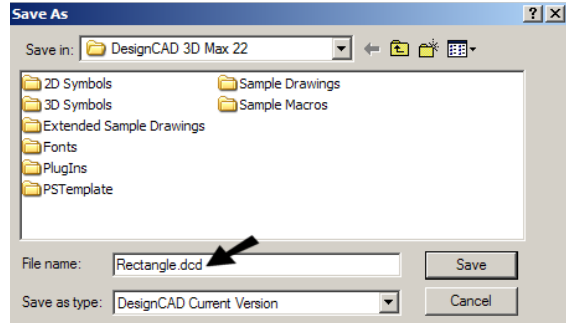 Save As
Save in: DesignCAD 3D Max 22
2D Symbols
3D Symbols
Extended Sample Drawings
Fonts
PlugIns
PSTemplate
Sample Drawings
Sample Macros
File name: Rectangle.dcd Save
Save as type: DesignCAD Current Version Cancel